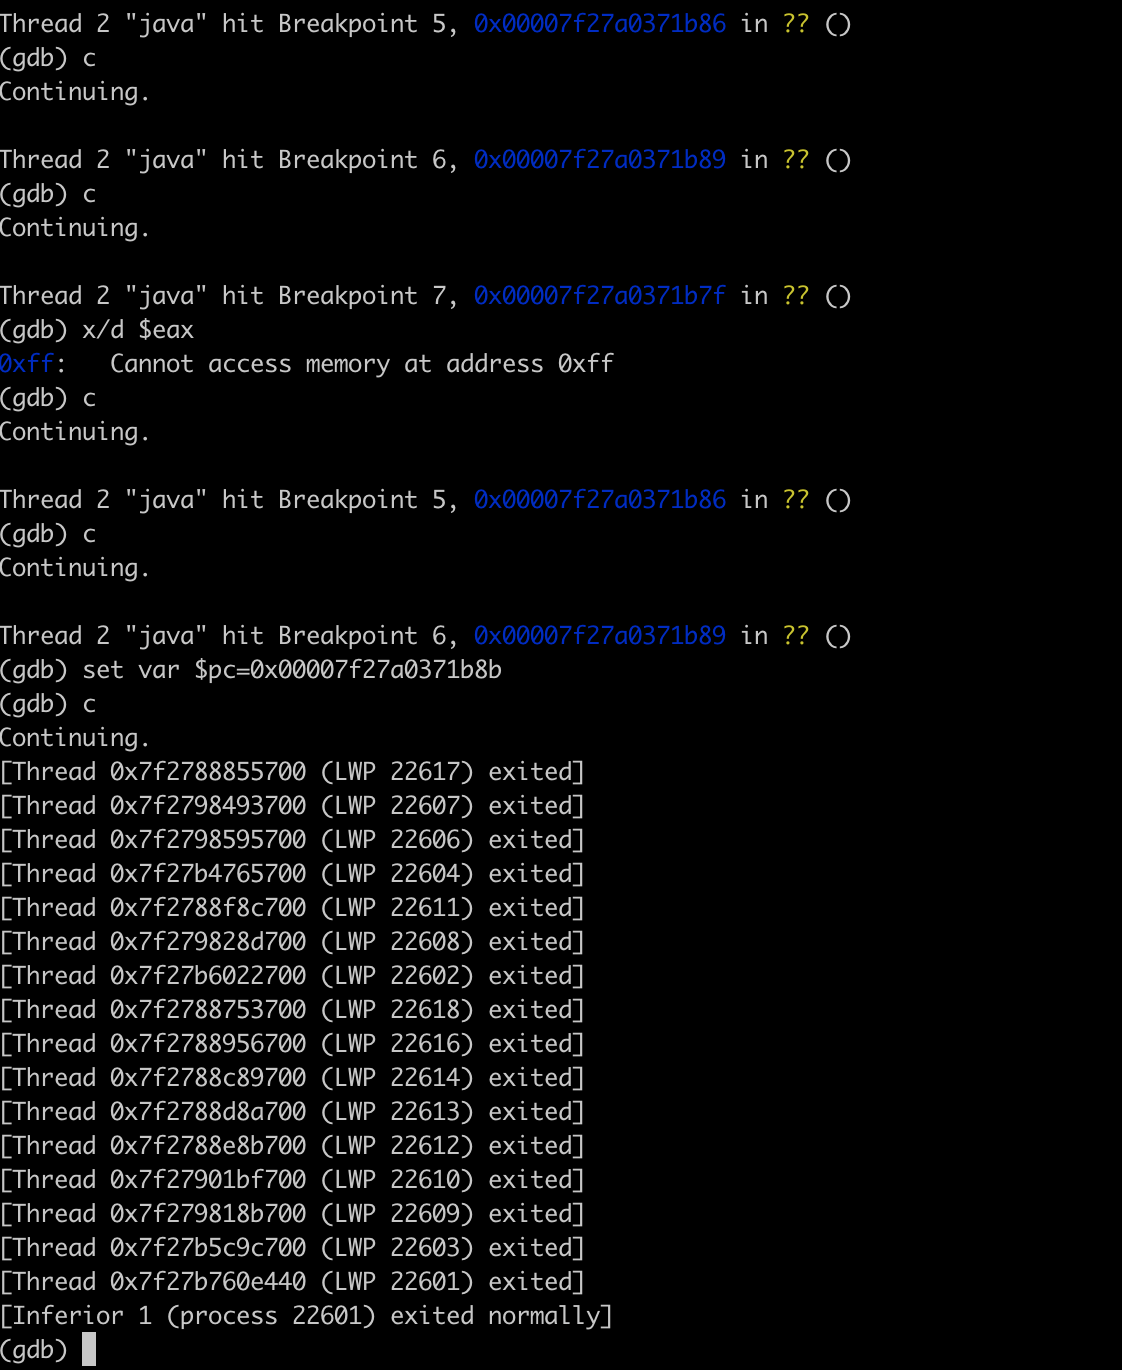 Thread 2 "java" hit Breakpoint 5, 0x00007f27a0371b86 in ?? ()
(gdb) c
Continuing.
Thread 2 "java" hit Breakpoint 6, 0x00007f27a0371b89 in ?? ()
(gdb) c
Continuing.
Thread 2 "java" hit Breakpoint 7, 0x00007f27a0371b7f in ?? ()
(gdb) x/d $eax
0xff:   Cannot access memory at address 0xff
(gdb) c
Continuing.
Thread 2 "java" hit Breakpoint 5, 0x00007f27a0371b86 in ?? ()
(gdb) c
Continuing.
Thread 2 "java" hit Breakpoint 6, 0x00007f27a0371b89 in ?? ()
(gdb) set var $pc=0x00007f27a0371b8b
(gdb) c
Continuing.
[Thread 0x7f2788855700 (LWP 22617) exited]
[Thread 0x7f2798493700 (LWP 22607) exited]
[Thread 0x7f2798595700 (LWP 22606) exited]
[Thread 0x7f27b4765700 (LWP 22604) exited]
[Thread 0x7f2788f8c700 (LWP 22611) exited]
[Thread 0x7f279828d700 (LWP 22608) exited]
[Thread 0x7f27b6022700 (LWP 22602) exited]
[Thread 0x7f2788753700 (LWP 22618) exited]
[Thread 0x7f2788956700 (LWP 22616) exited]
[Thread 0x7f2788c89700 (LWP 22614) exited]
[Thread 0x7f2788d8a700 (LWP 22613) exited]
[Thread 0x7f2788e8b700 (LWP 22612) exited]
[Thread 0x7f27901bf700 (LWP 22610) exited]
[Thread 0x7f279818b700 (LWP 22609) exited]
[Thread 0x7f27b5c9c700 (LWP 22603) exited]
[Thread 0x7f27b760e440 (LWP 22601) exited]
[Inferior 1 (process 22601) exited normally]
(gdb)